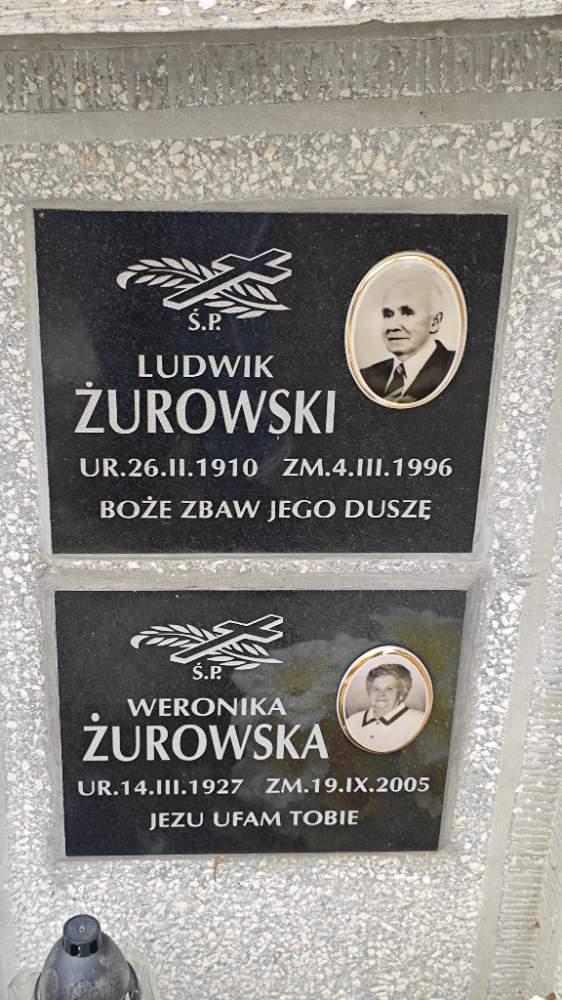 Ś.P.
LUDWIK
ŻUROWSKI
UR.26.II.1910 ZM.4.III.1996
BOŻE ZBAW JEGO DUSZĘ
Ś.P.
WERONIKA
ŻUROWSKA
UR.14.III.1927 ZM.19.IX.2005
JEZU UFAM TOBIE